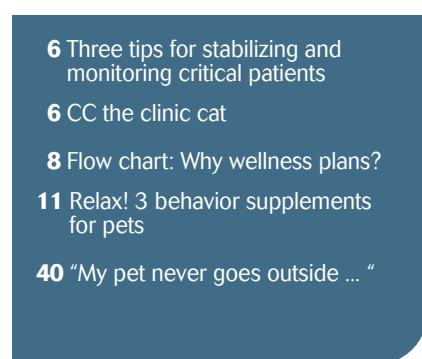 6 Three tips for stabilizing and
monitoring critical patients
6 CC the clinic cat
8 Flow chart: Why wellness plans?
11 Relax! 3 behavior supplements
for pets
40 “My pet never goes outside ... “